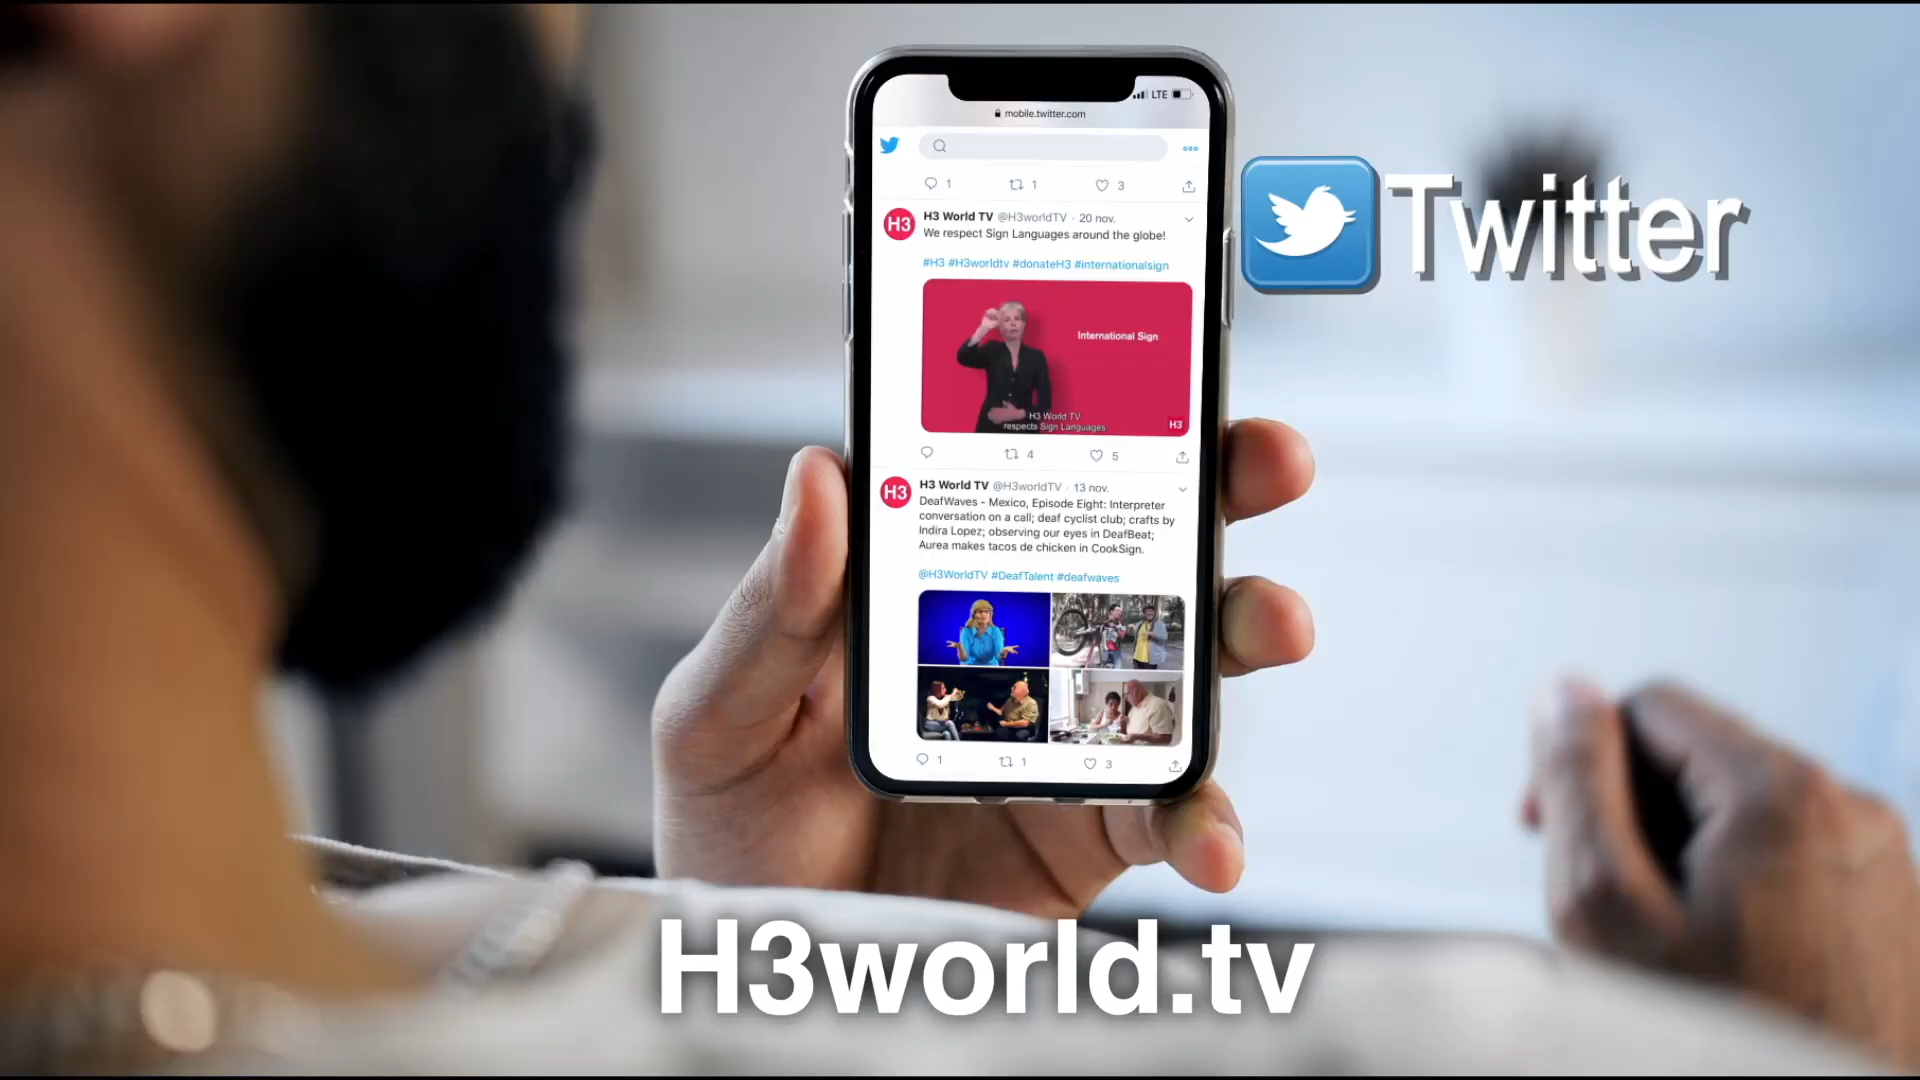 LTE
mobile.twitter.com
1 1 3
H3 H3 World TV @H3worldTV · 20 nov.
We respect Sign Languages around the globe!
#H3 #H3worldtv #donateH3 #internationalsign
International Sign
H3 World TV
respects Sign Languages
H3
4 5
H3 H3 World TV @H3worldTV · 13 nov.
DeafWaves - Mexico, Episode Eight: Interpreter
conversation on a call; deaf cyclist club; crafts by
Indira Lopez; observing our eyes in DeafBeat;
Aurea makes tacos de chicken in CookSign.
@H3WorldTV #DeafTalent #deafwaves
1 1 3
Twitter
H3world.tv